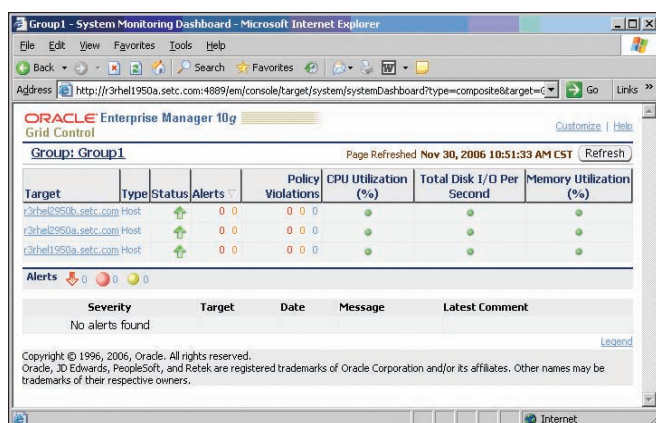 Group1 - System Monitoring Dashboard - Microsoft Internet Explorer
File Edit View Favorites Tools Help
Back Search Favorites
Address http://r3rhel1950a.setc.com:4889/em/console/target/system/systemDashboard?type=composite&target=G Go Links »
ORACLE Enterprise Manager 10g
Grid Control
Customize | Help
Group: Group1 Page Refreshed Nov 30, 2006 10:51:33 AM CST Refresh
Target Type Status Alerts Policy Violations CPU Utilization (%) Total Disk I/O Per Second Memory Utilization (%)
r3rhel2950b.setc.com Host 0 0 0 0 0
r3rhel2950a.setc.com Host 0 0 0 0 0
r3rhel1950a.setc.com Host 0 0 0 0 0
Alerts 0 0 0
Severity Target Date Message Latest Comment
No alerts found
Legend
Copyright © 1996, 2006, Oracle. All rights reserved.
Oracle, JD Edwards, PeopleSoft, and Retek are registered trademarks of Oracle Corporation and/or its affiliates. Other names may be
trademarks of their respective owners.
Internet